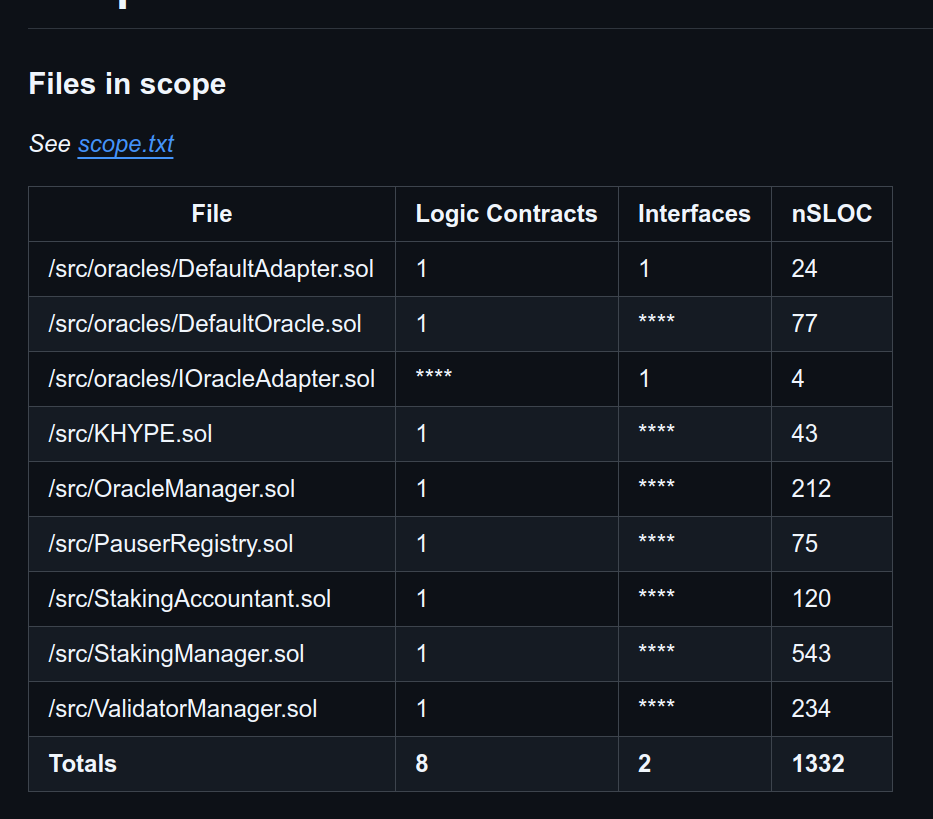 Files in scope
See scope.txt
File Logic Contracts Interfaces nSLOC
/src/oracles/DefaultAdapter.sol 1 1 24
/src/oracles/DefaultOracle.sol 1 **** 77
/src/oracles/IOracleAdapter.sol **** 1 4
/src/KHYPE.sol 1 **** 43
/src/OracleManager.sol 1 **** 212
/src/PauserRegistry.sol 1 **** 75
/src/StakingAccountant.sol 1 **** 120
/src/StakingManager.sol 1 **** 543
/src/ValidatorManager.sol 1 **** 234
Totals 8 2 1332